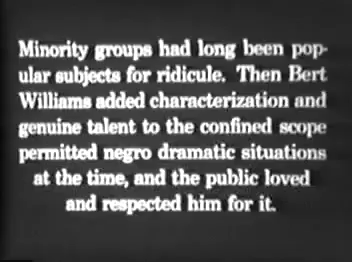 Minority groups had long been pop-
ular subjects for ridicule. Then Bert
Williams added characterization and
genuine talent to the confined scope
permitted negro dramatic situations
at the time, and the public loved
and respected him for it.